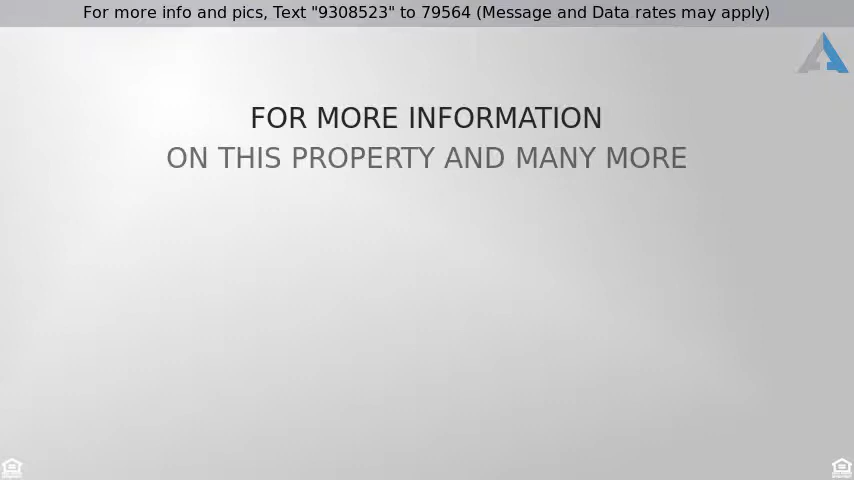 For more info and pics, Text "9308523" to 79564 (Message and Data rates may apply)
FOR MORE INFORMATION
ON THIS PROPERTY AND MANY MORE